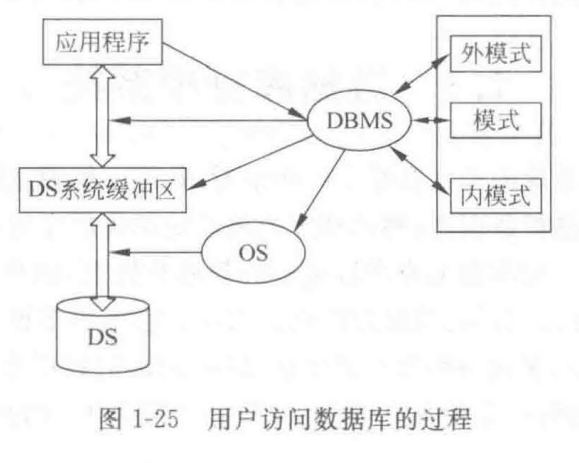 应用程序
外模式
DBMS
模式
DS系统缓冲区
内模式
OS
DS
图 1-25 用户访问数据库的过程